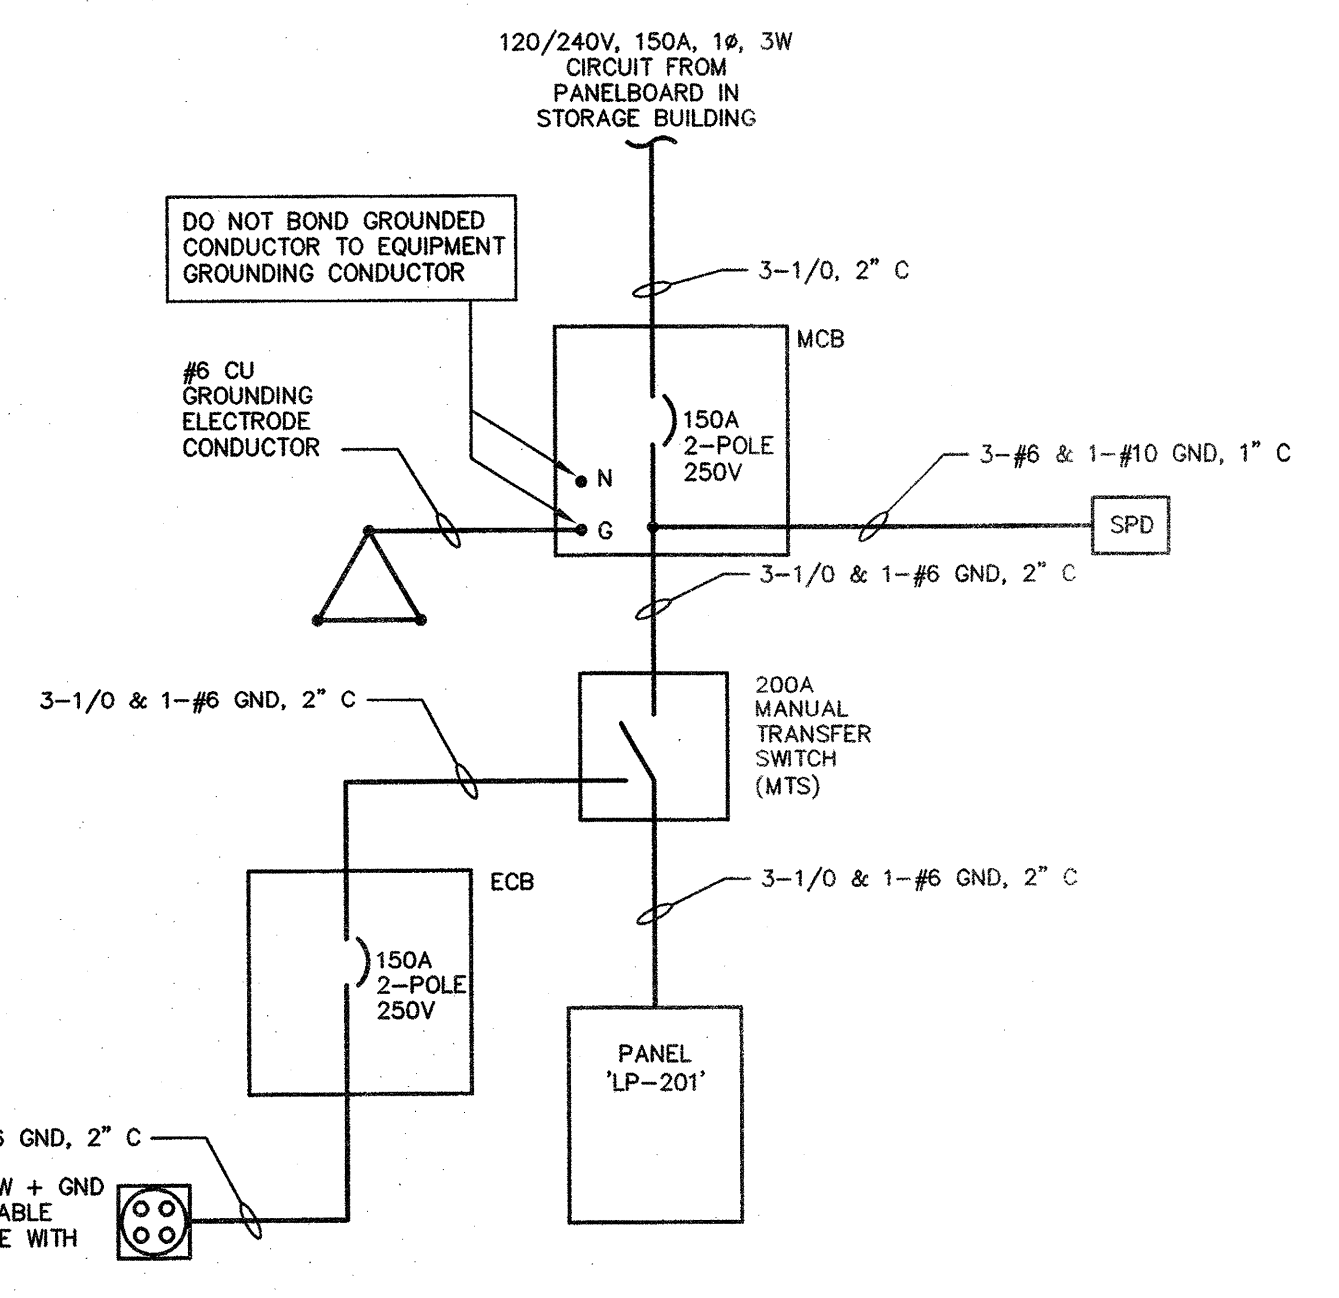 120/240V, 150A, 1ø, 3W
CIRCUIT FROM
PANELBOARD IN
STORAGE BUILDING
DO NOT BOND GROUNDED
CONDUCTOR TO EQUIPMENT
GROUNDING CONDUCTOR
3-1/0, 2" C
MCB
#6 CU
GROUNDING
ELECTRODE
CONDUCTOR
150A
2-POLE
250V
N
G
3-#6 & 1-#10 GND, 1" C
SPD
3-1/0 & 1-#6 GND, 2" C
3-1/0 & 1-#6 GND, 2" C
200A
MANUAL
TRANSFER
SWITCH
(MTS)
ECB
3-1/0 & 1-#6 GND, 2" C
150A
2-POLE
250V
PANEL
'LP-201'
GND, 2" C
W + GND
WITH